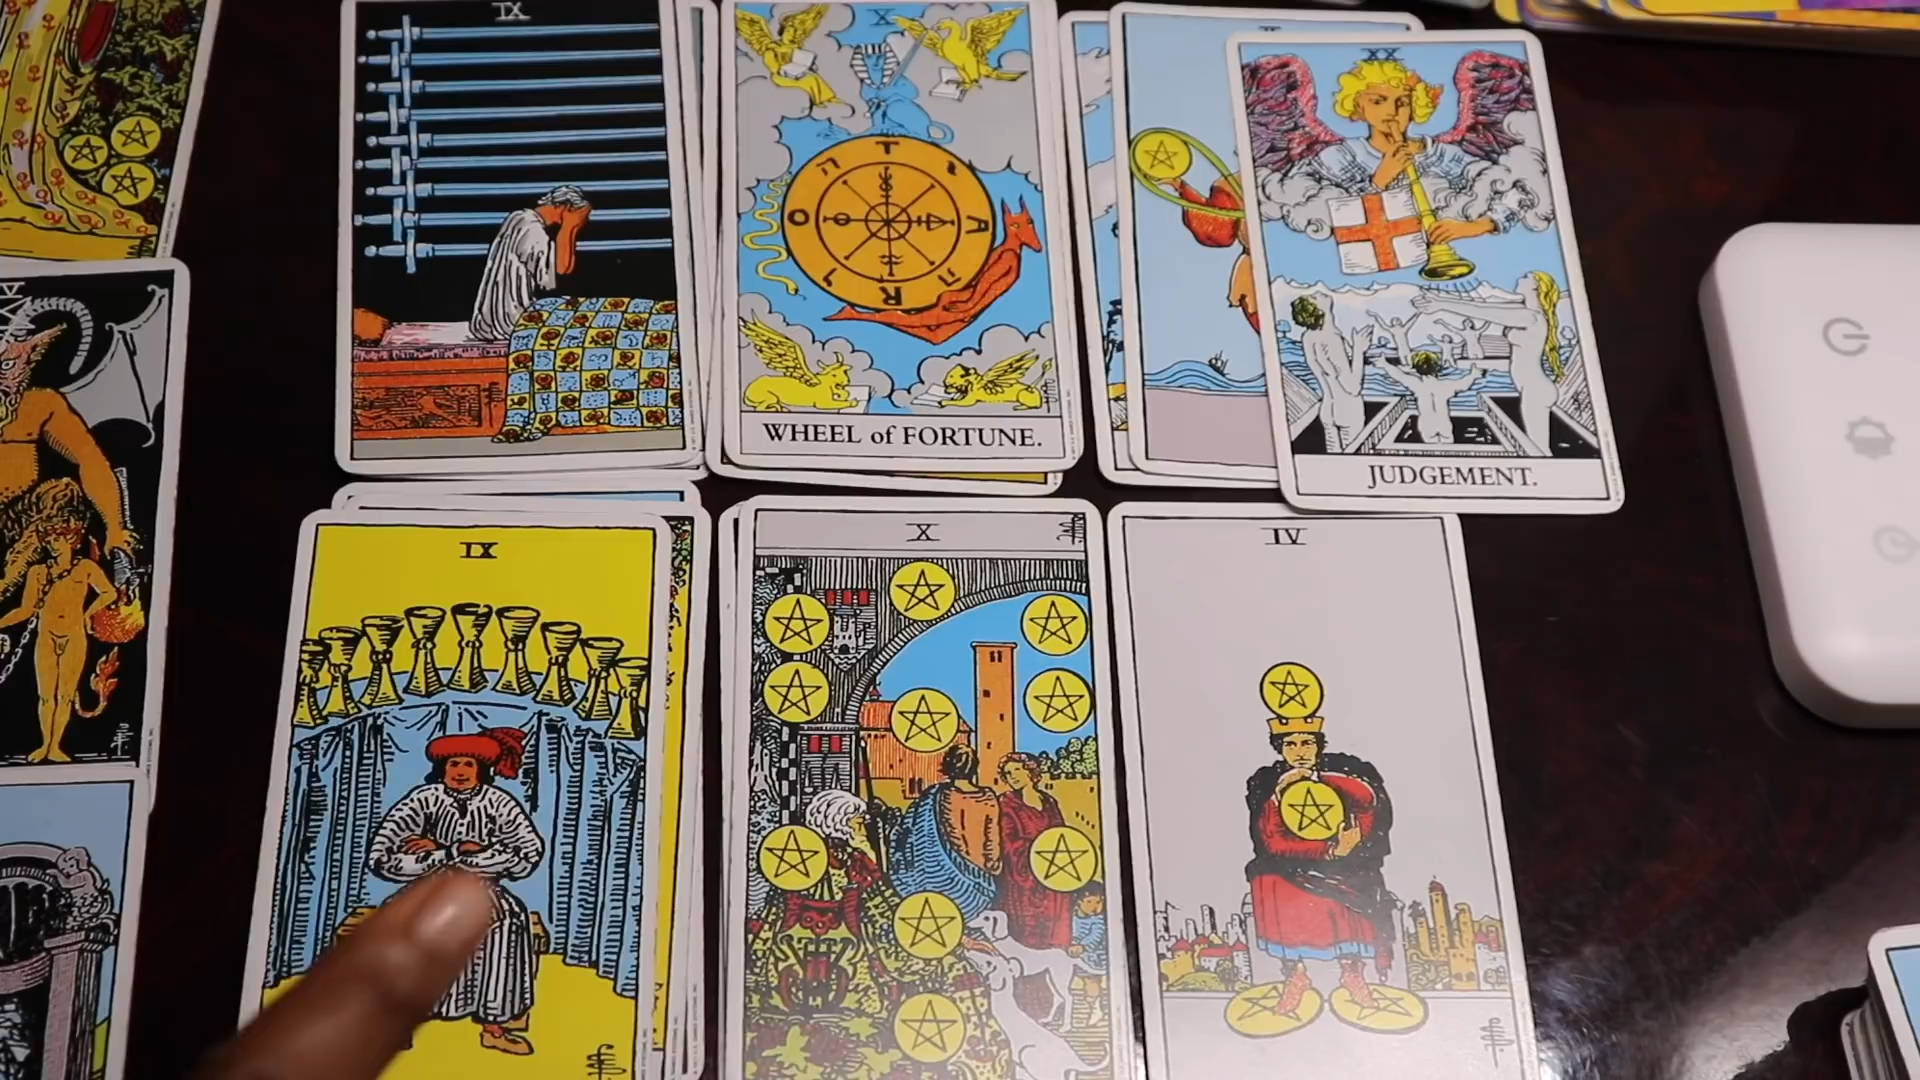 IX
X
XX
T
A
R
O
WHEEL of FORTUNE.
JUDGEMENT.
IX
X
IV